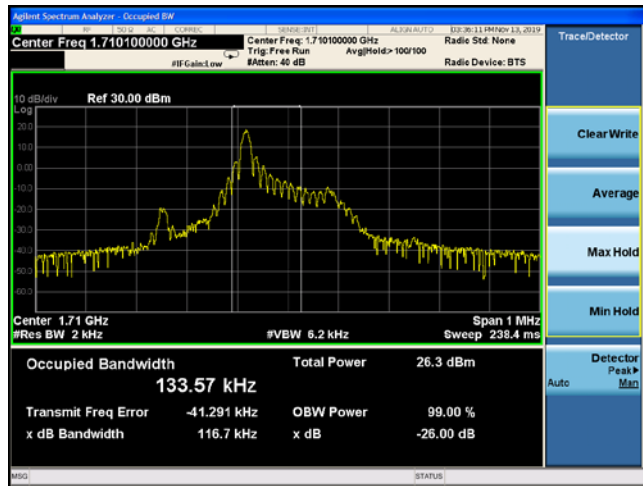 Agilent Spectrum Analyzer - Occupied BW
RF 50 Ω AC CORREC SENSE:INT ALIGN AUTO 03:36:11 PM Nov 13, 2019
Center Freq 1.710100000 GHz
Center Freq: 1.710100000 GHz
Radio Std: None
Trig: Free Run Avg|Hold:> 100/100
#IFGain:Low #Atten: 40 dB
Radio Device: BTS
Trace/Detector
10 dB/div Ref 30.00 dBm
Log
20.0
10.0
0.00
-10.0
-20.0
-30.0
-40.0
-50.0
-60.0
Center 1.71 GHz Span 1 MHz
#Res BW 2 kHz #VBW 6.2 kHz Sweep 238.4 ms
Occupied Bandwidth Total Power 26.3 dBm
133.57 kHz
Transmit Freq Error -41.291 kHz OBW Power 99.00 %
x dB Bandwidth 116.7 kHz x dB -26.00 dB
Clear Write
Average
Max Hold
Min Hold
Detector
Peak▶
Auto Man
MSG STATUS